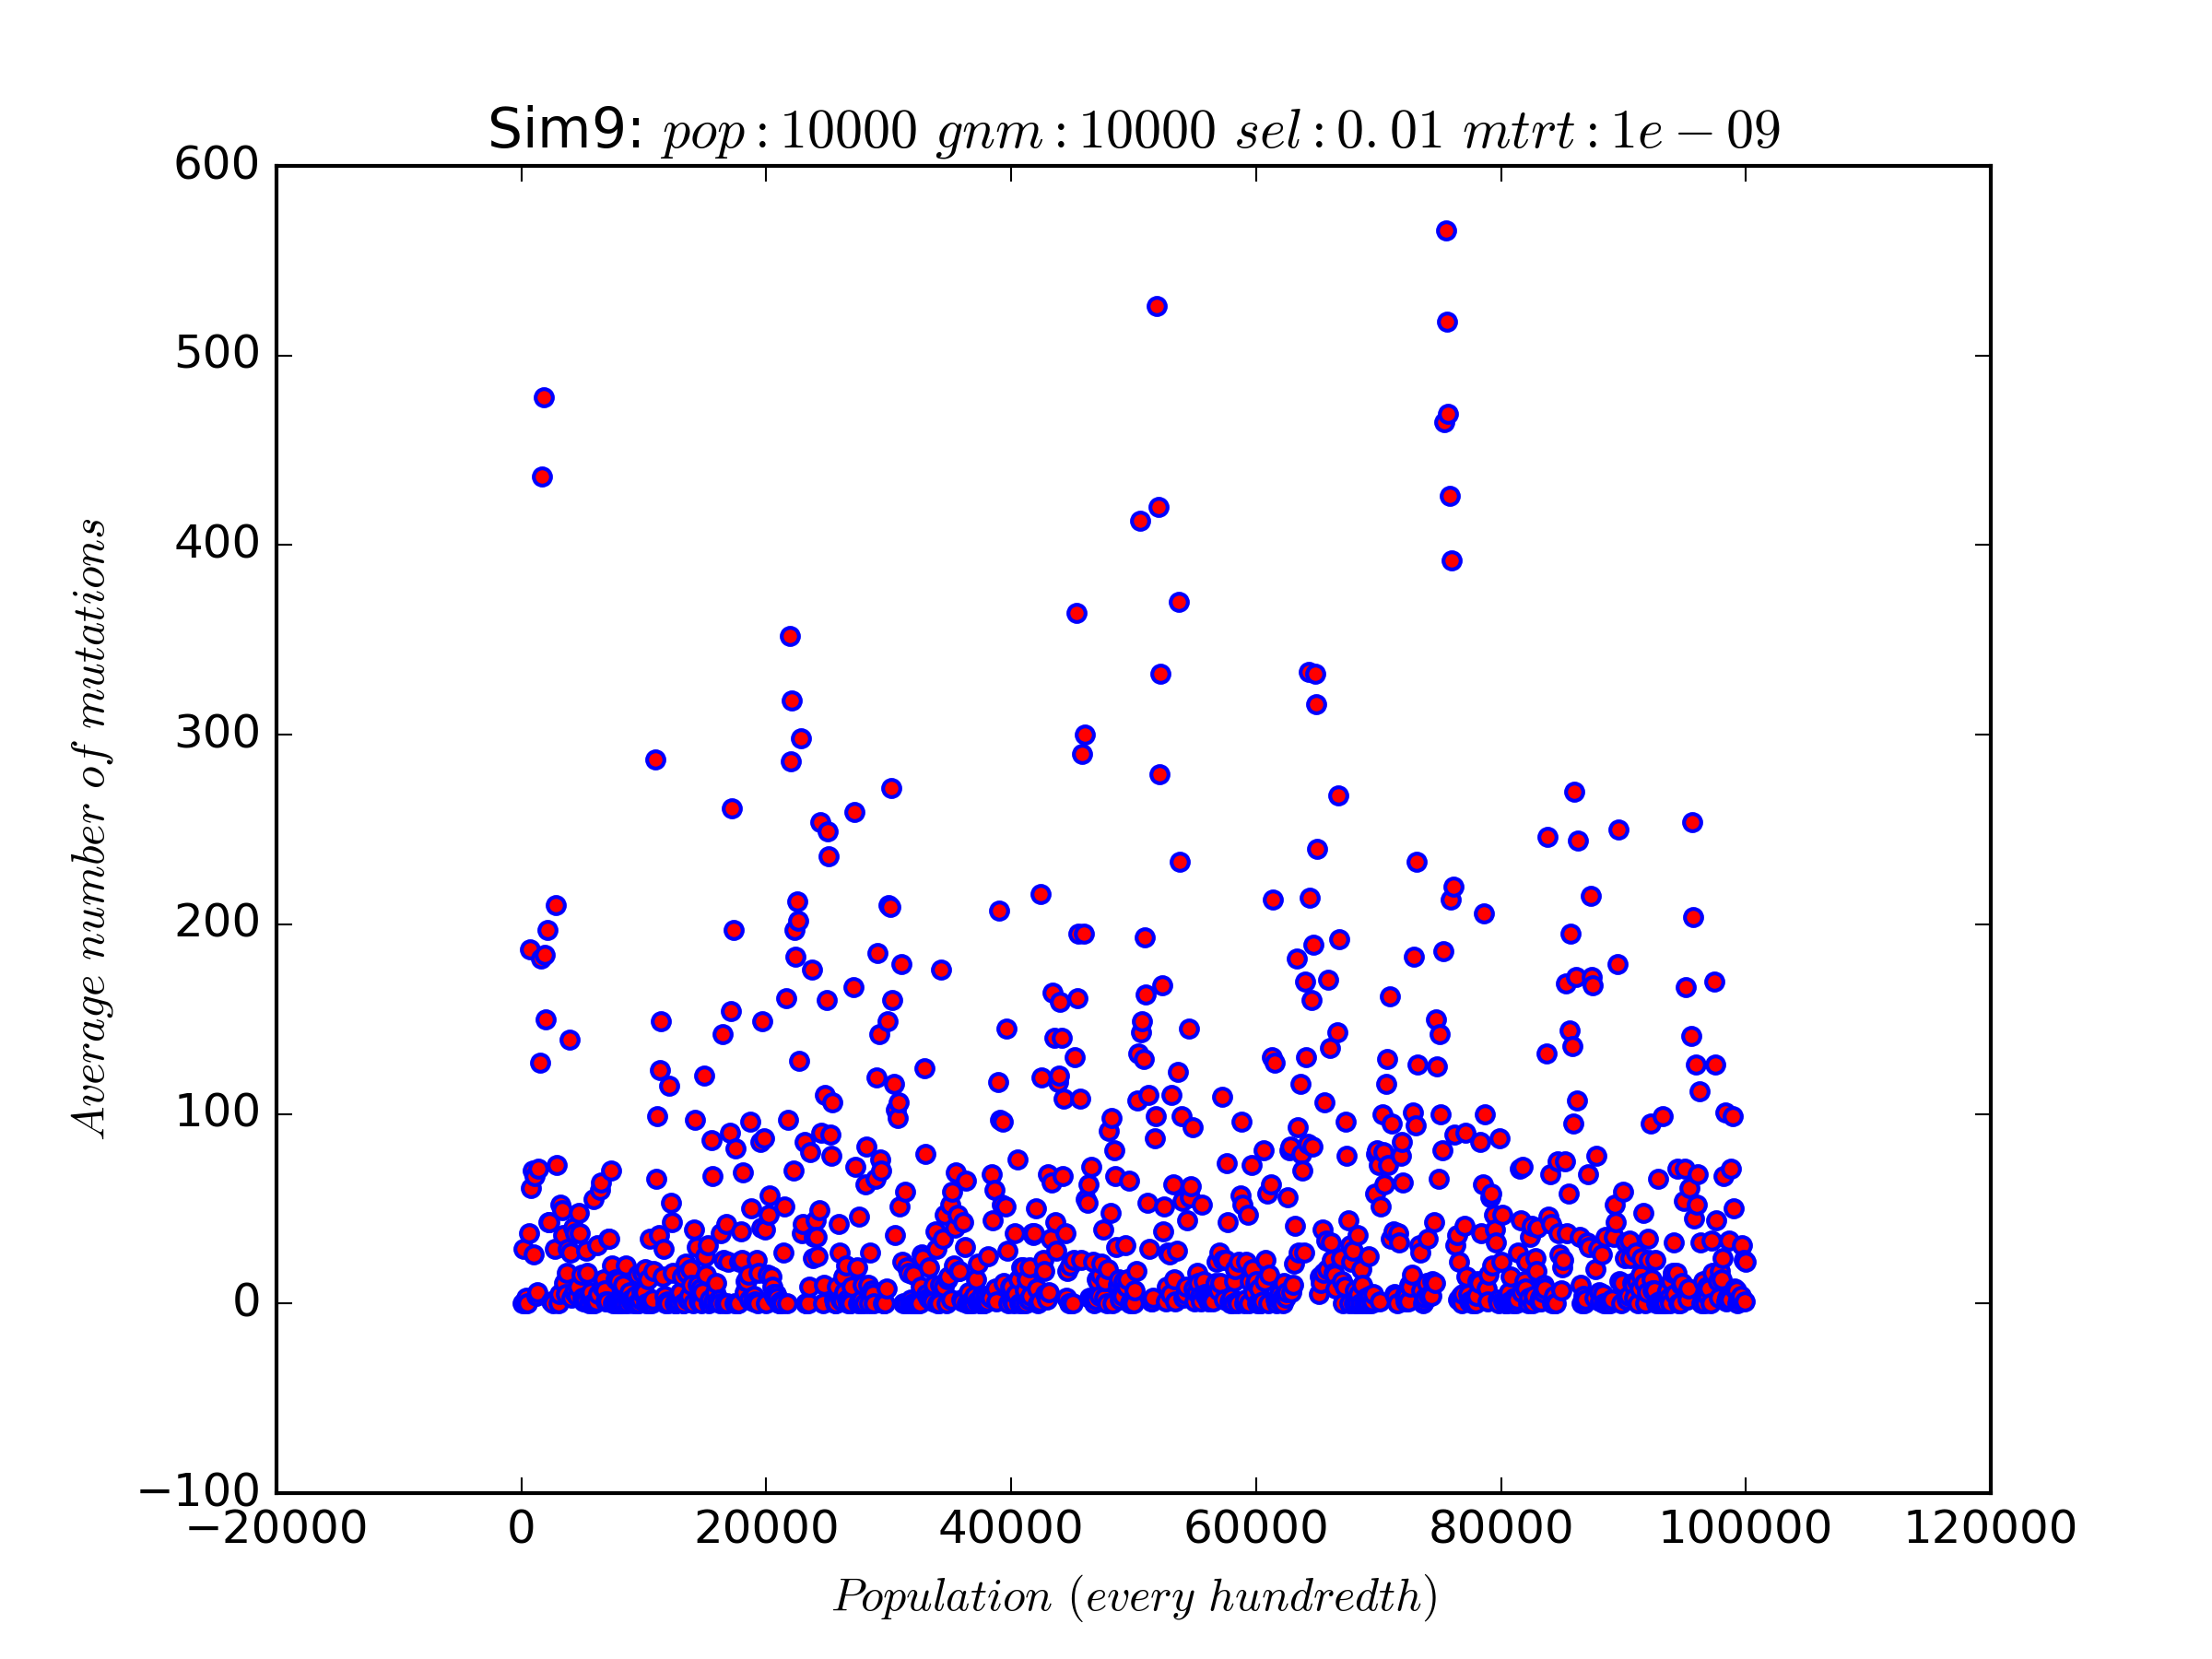 Sim9: pop : 10000 gnm : 10000 sel : 0.01 mtrt : 1e − 09
600
500
400
300
200
100
0
−100
Average number of mutations
−20000 0 20000 40000 60000 80000 100000 120000
Population (every hundredth)